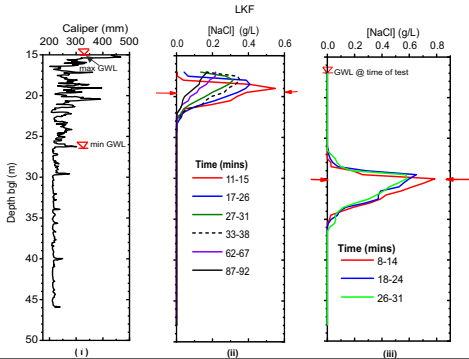 LKF
Caliper (mm)
200 300 400 500
15
20
25
30
35
40
45
50
Depth bgl (m)
max GWL
min GWL
( i )
[NaCl] (g/L)
0.0 0.2 0.4 0.6
Time (mins)
11-15
17-26
27-31
33-38
62-67
87-92
(ii)
[NaCl] (g/L)
0.0 0.2 0.4 0.6 0.8
GWL @ time of test
Time (mins)
8-14
18-24
26-31
(iii)